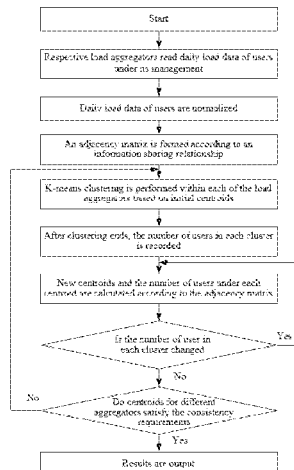 Start
Respective load aggregators read daily load data of users
under its management
Daily load data of users are normalized
An adjacency matrix is formed according to an
information sharing relationship
K-means clustering is performed within each of the load
aggregators based on initial centroids
After clustering ends, the number of users in each cluster
is recorded
New centroids and the number of users under each
centroid are calculated according to the adjacency matrix
Is the number of user
in each cluster changed
Yes
No
Do centroids for different
aggregators satisfy the consistency
requirements
No
Yes
Results are output